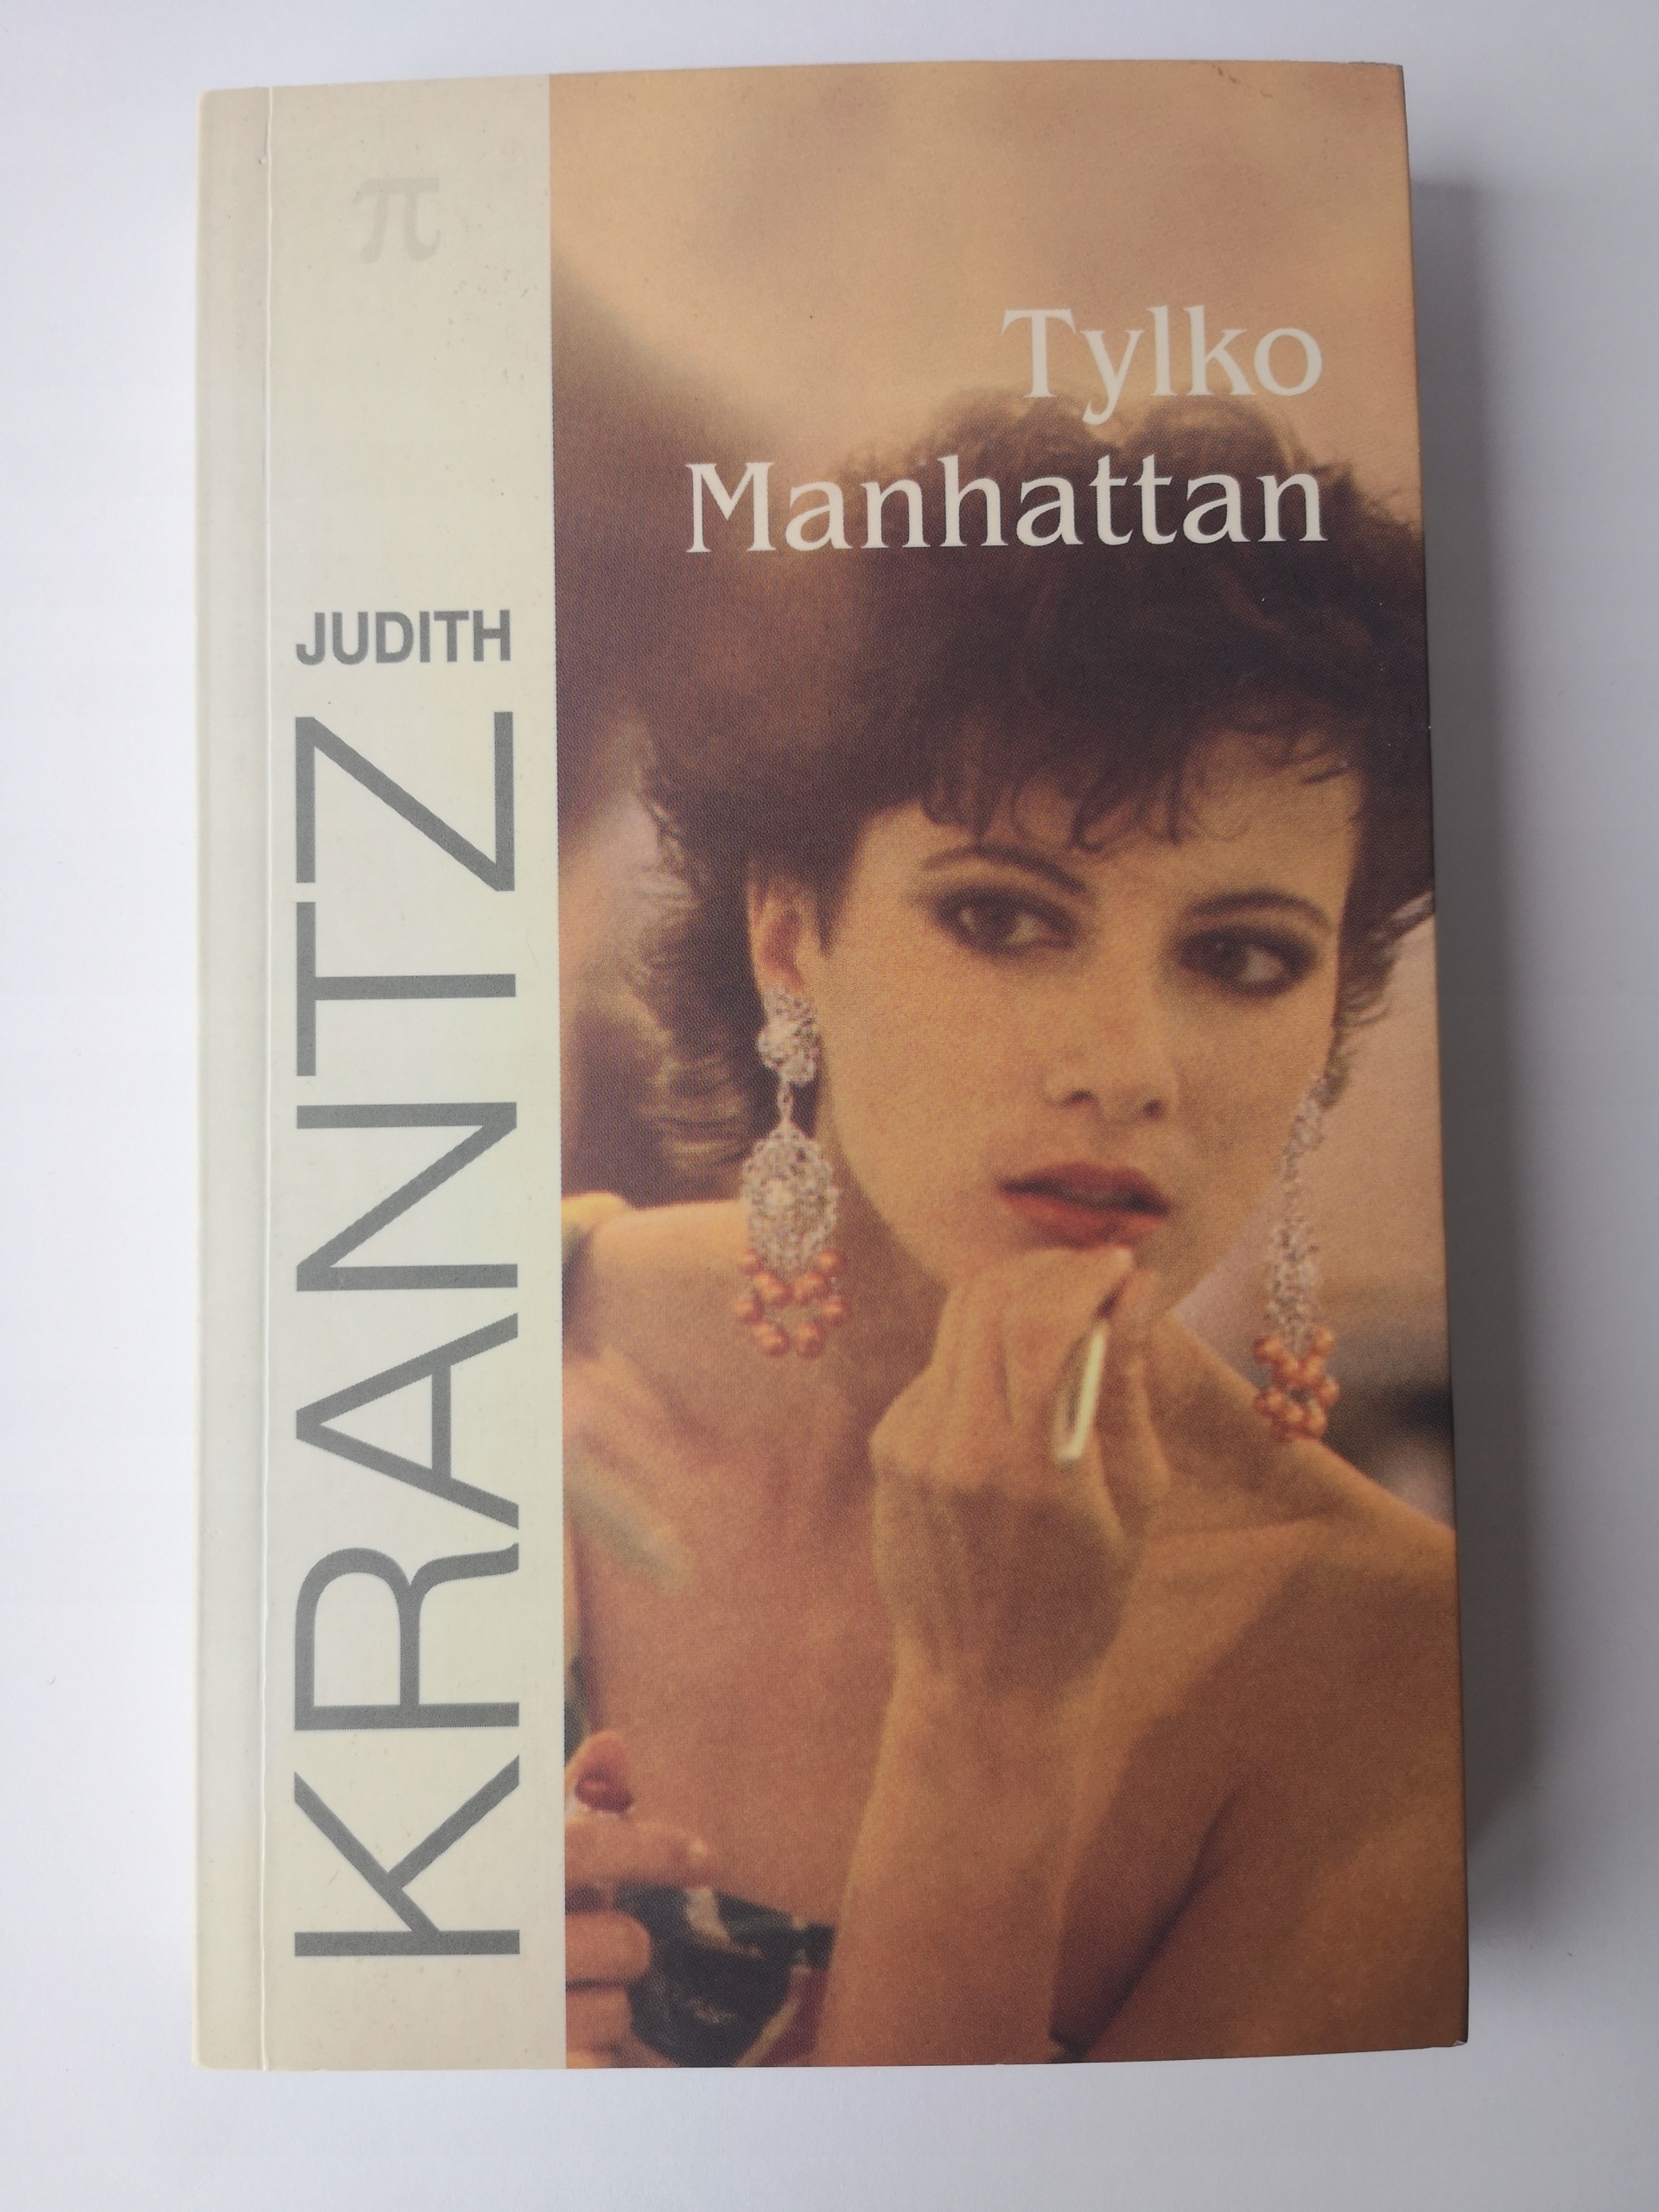 π
Tylko
Manhattan
JUDITH
KRANTZ